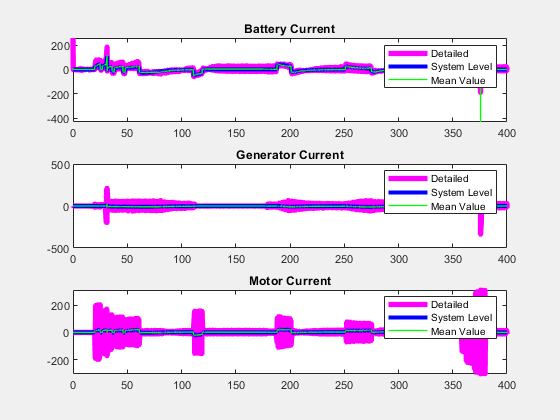 Battery Current
200
0
-200
-400
Detailed
System Level
Mean Value
0 50 100 150 200 250 300 350 400
Generator Current
500
0
-500
Detailed
System Level
Mean Value
0 50 100 150 200 250 300 350 400
Motor Current
200
0
-200
Detailed
System Level
Mean Value
0 50 100 150 200 250 300 350 400